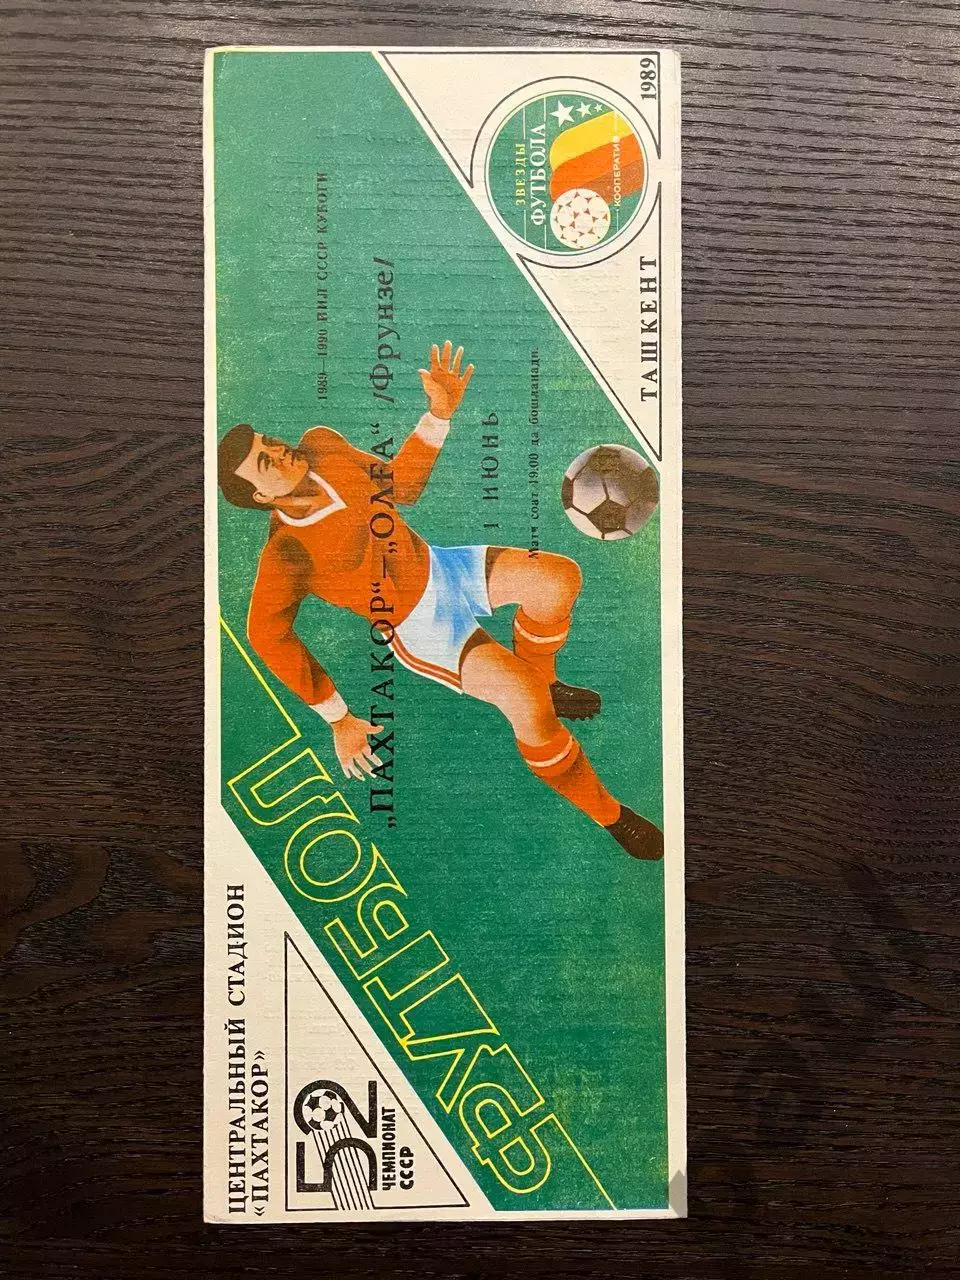 ЦЕНТРАЛЬНЫЙ СТАДИОН
«ПАХТАКОР»
52
ЧЕМПИОНАТ
СССР
ФУТБОЛ
1989—1990 ЙИЛ СССР КУБОГИ
„ПАХТАКОР“—„ОЛҒА“ /Фрунзе/
1 ИЮНЬ
Матч соат 19.00 да бошланади.
ЗВЕЗДЫ
ФУТБОЛА
КООПЕРАТИВ
ТАШКЕНТ
1989